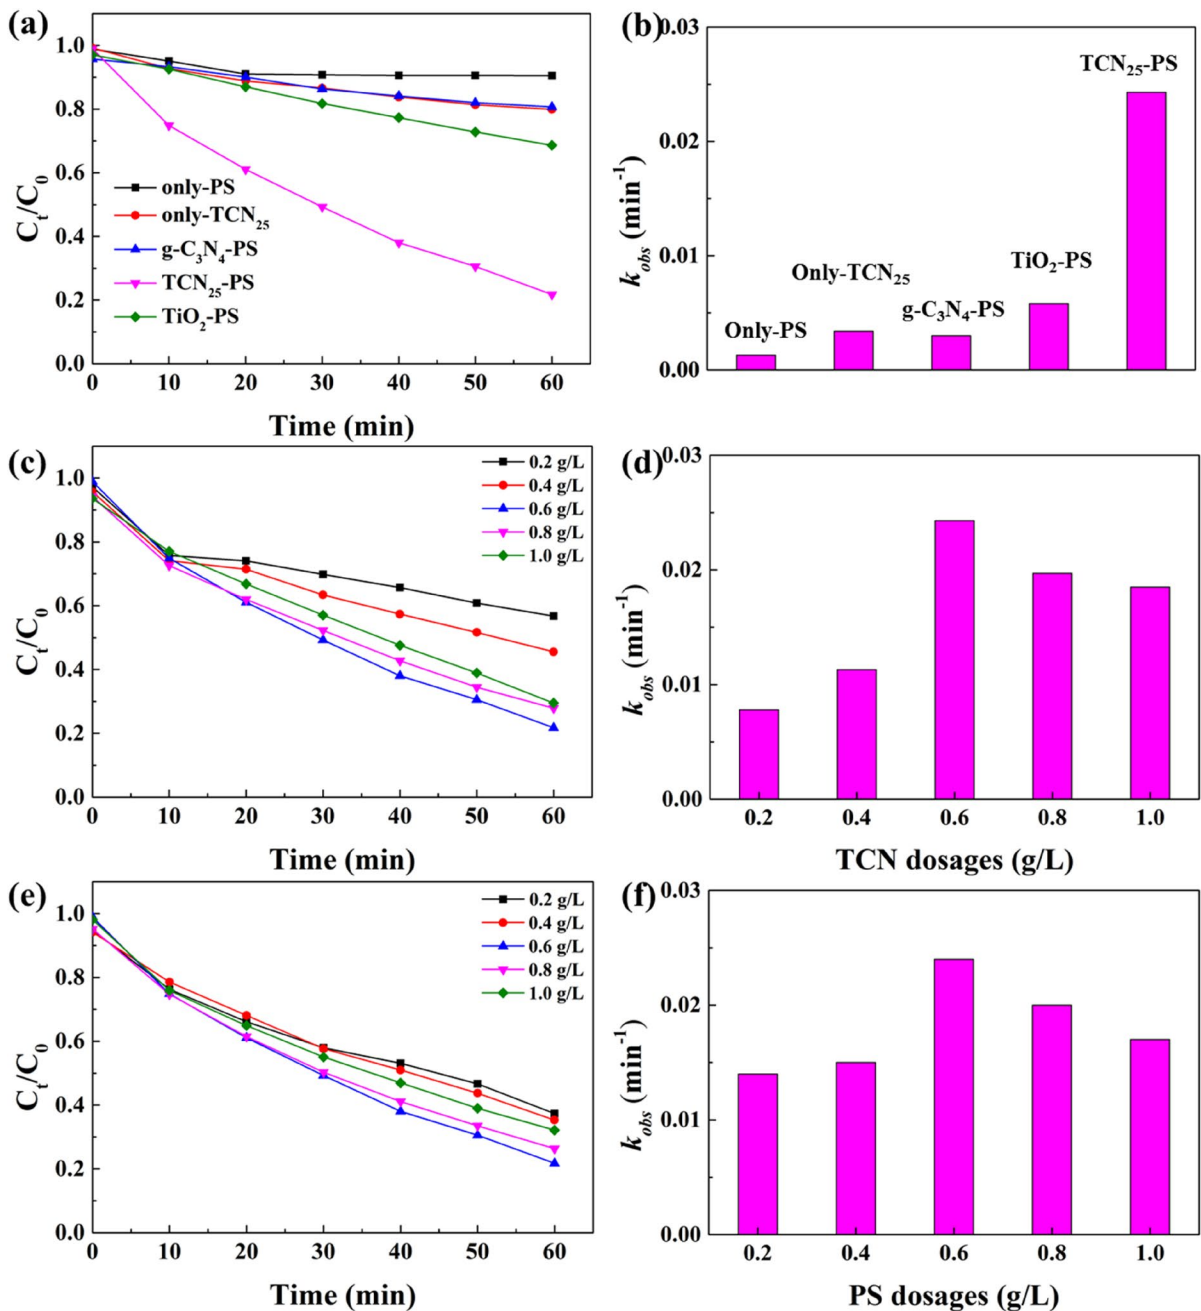 (a)
1.0
0.8
0.6
0.4
0.2
0.0
C_t/C_0
only-PS
only-TCN_25
g-C_3N_4-PS
TCN_25-PS
TiO_2-PS
0 10 20 30 40 50 60
Time (min)
(b)
0.03
0.02
0.01
0.00
k_obs (min^-1)
Only-PS
Only-TCN_25
g-C_3N_4-PS
TiO_2-PS
TCN_25-PS
(c)
1.0
0.8
0.6
0.4
0.2
0.0
C_t/C_0
0.2 g/L
0.4 g/L
0.6 g/L
0.8 g/L
1.0 g/L
0 10 20 30 40 50 60
Time (min)
(d)
0.03
0.02
0.01
0.00
k_obs (min^-1)
0.2 0.4 0.6 0.8 1.0
TCN dosages (g/L)
(e)
1.0
0.8
0.6
0.4
0.2
0.0
C_t/C_0
0.2 g/L
0.4 g/L
0.6 g/L
0.8 g/L
1.0 g/L
0 10 20 30 40 50 60
Time (min)
(f)
0.03
0.02
0.01
0.00
k_obs (min^-1)
0.2 0.4 0.6 0.8 1.0
PS dosages (g/L)